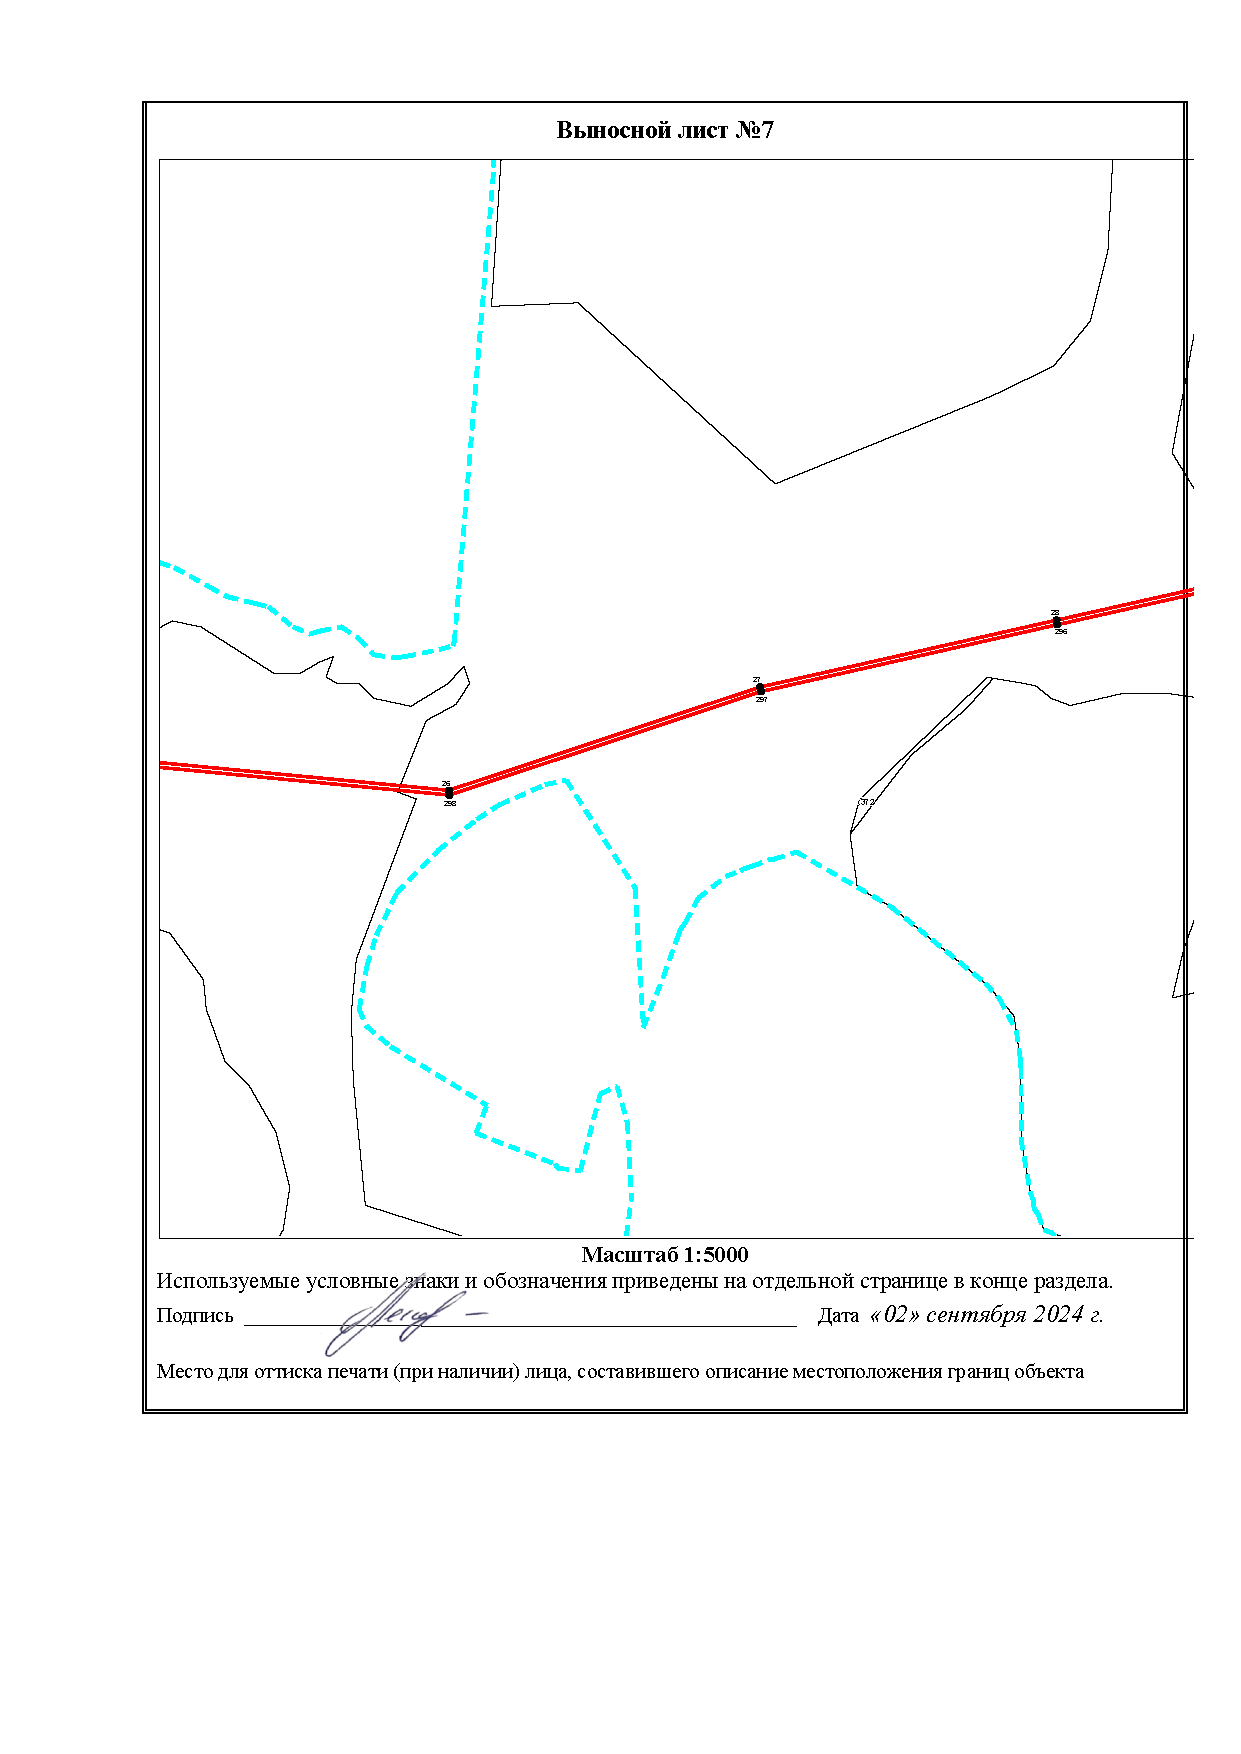 Выносной лист №7
28
296
27
297
26
298
:372
Масштаб 1:5000
Используемые условные знаки и обозначения приведены на отдельной странице в конце раздела.
Подпись Дата «02» сентября 2024 г.
Место для оттиска печати (при наличии) лица, составившего описание местоположения границ объекта